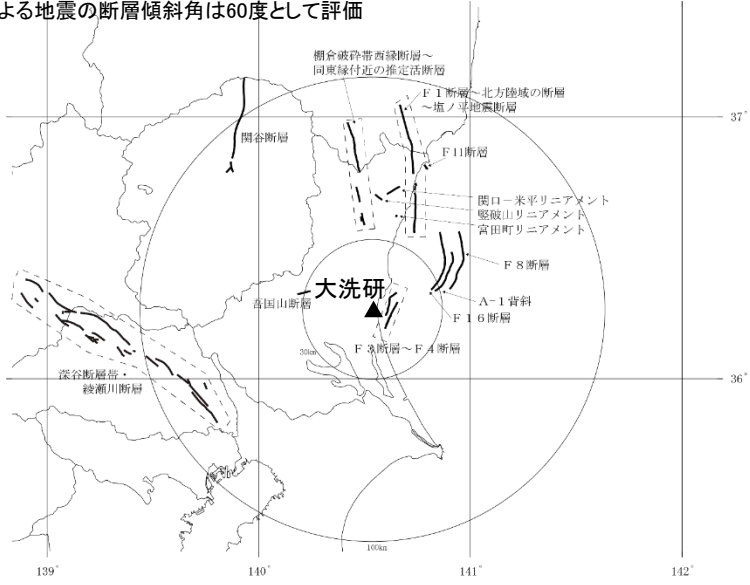 よる地震の断層傾斜角は60度として評価
棚倉破砕帯西縁断層～
同東縁付近の推定活断層
Ｆ１断層～北方陸域の断層
～塩ノ平地震断層
37°
関谷断層
Ｆ11断層
関口－米平リニアメント
竪破山リニアメント
宮田町リニアメント
Ｆ８断層
大洗研
吾国山断層
A-1背斜
Ｆ１６断層
30km
Ｆ３断層～Ｆ４断層
36°
深谷断層帯・
綾瀬川断層
100km
139°
140°
141°
142°